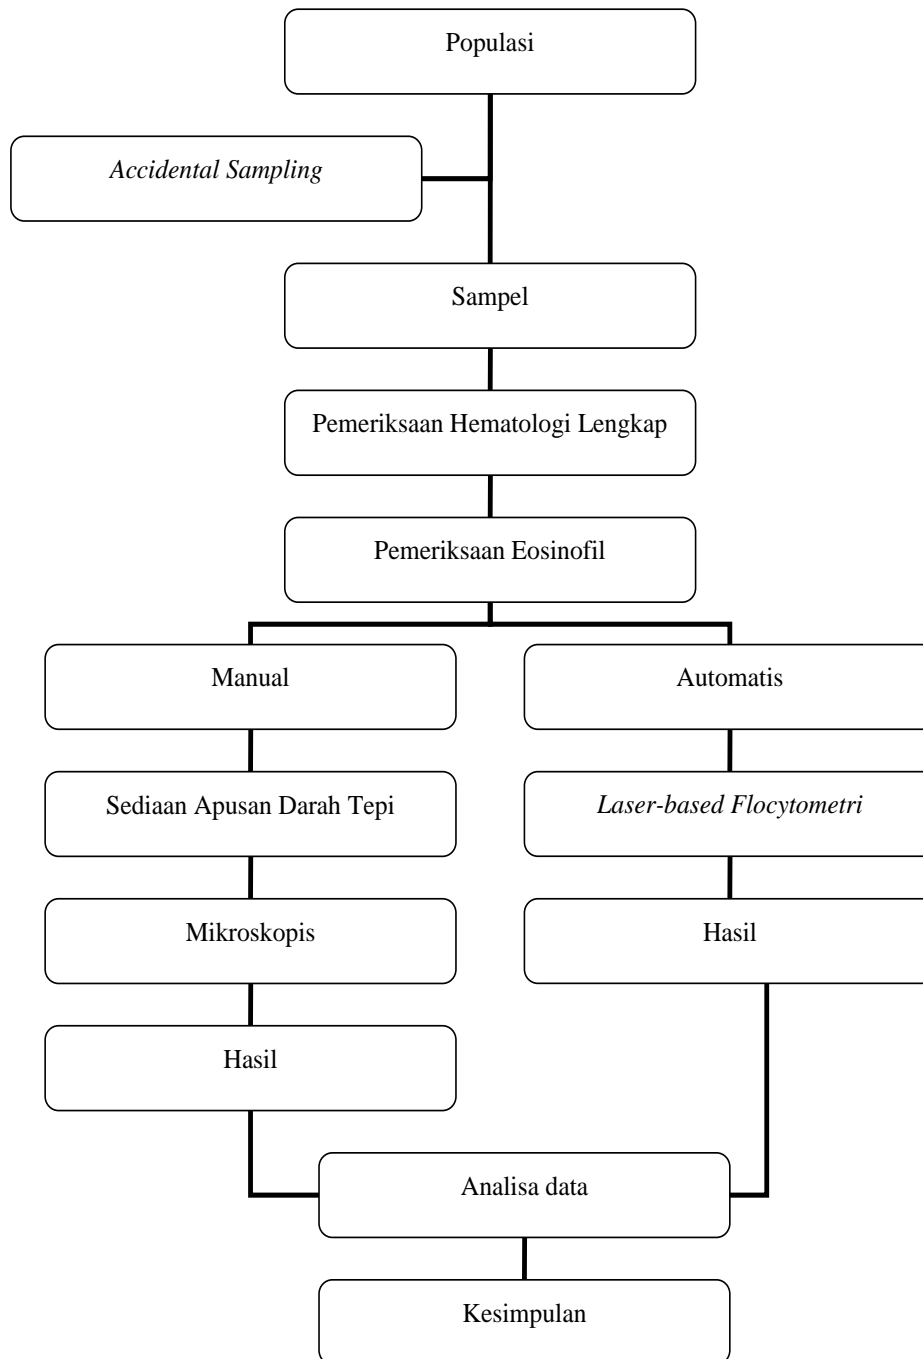 Populasi
Accidental Sampling
Sampel
Pemeriksaan Hematologi Lengkap
Pemeriksaan Eosinofil
Manual
Automatis
Sediaan Apusan Darah Tepi
Laser-based Flocytometri
Mikroskopis
Hasil
Hasil
Analisa data
Kesimpulan